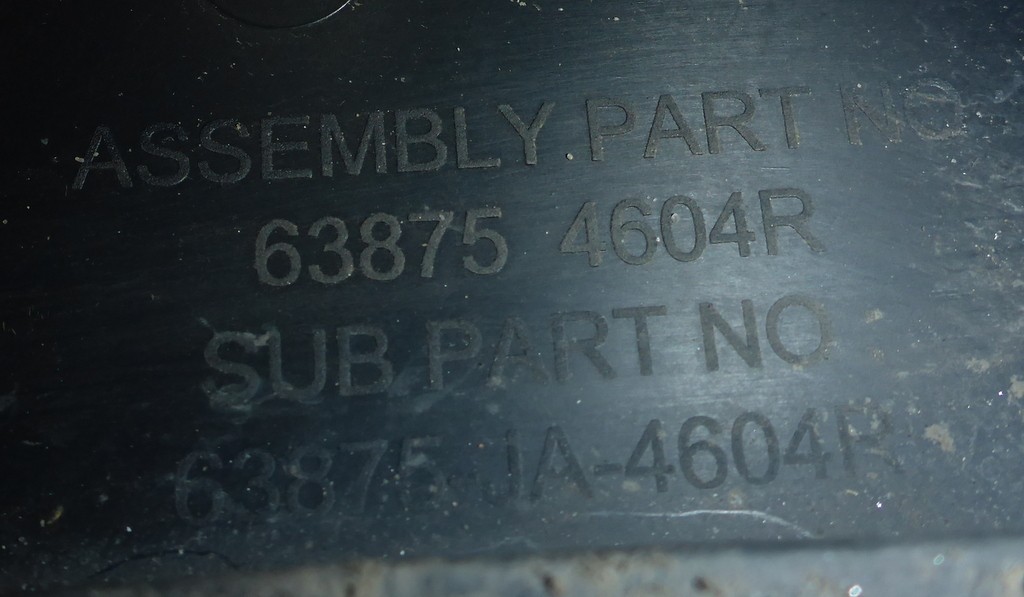 ASSEMBLY PART NO
63875 4604R
SUB PART NO
63875-JA-4604R